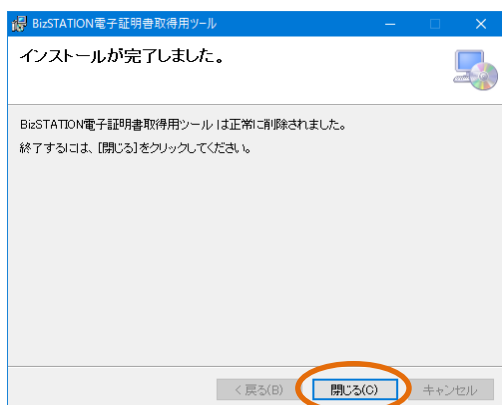 BizSTATION電子証明書取得用ツール
インストールが完了しました。
BizSTATION電子証明書取得用ツール は正常に削除されました。
終了するには、[閉じる]をクリックしてください。
< 戻る(B) 閉じる(C) キャンセル